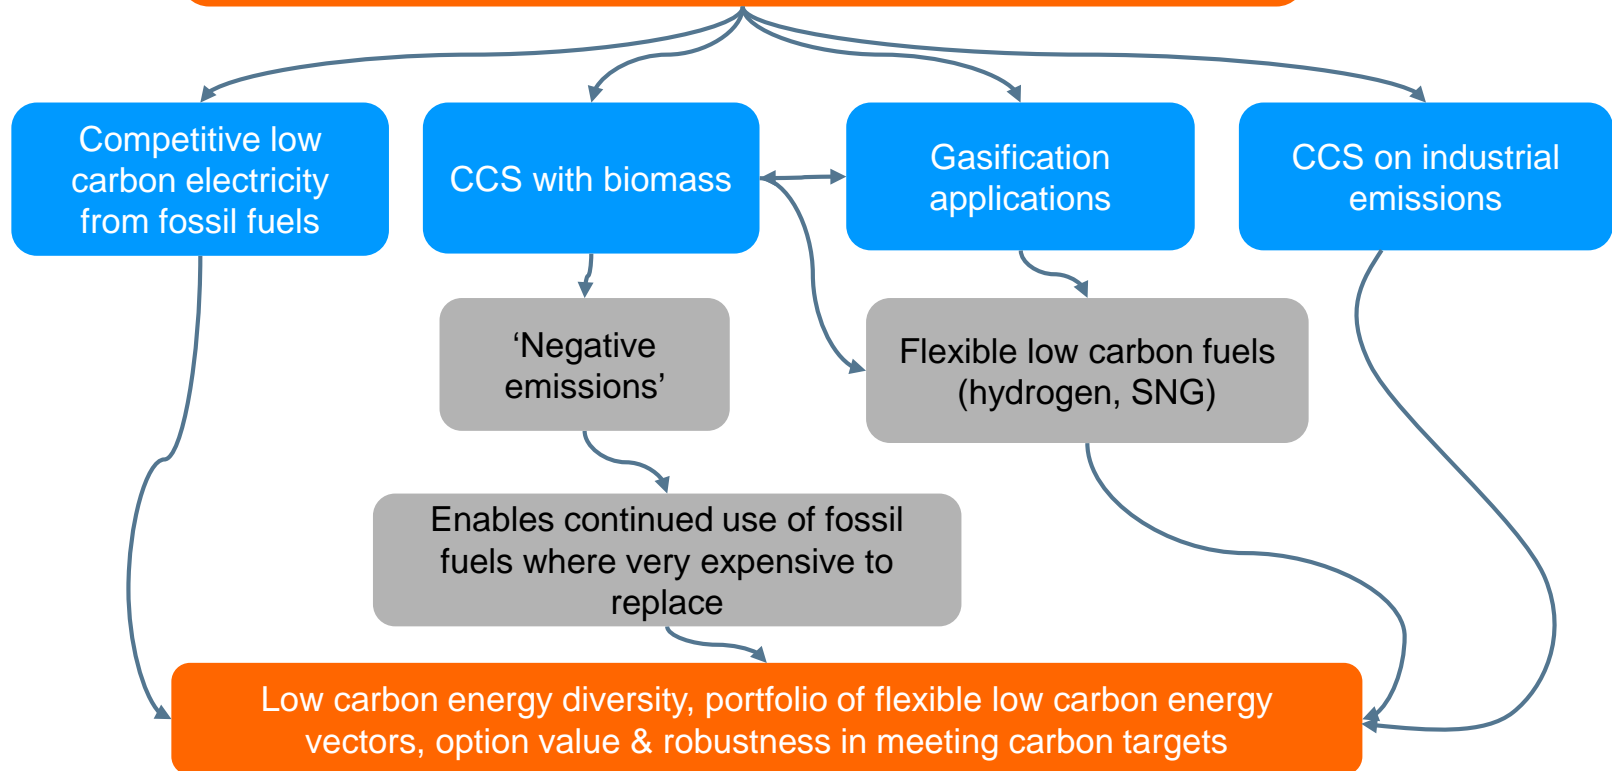 Competitive low
carbon electricity
from fossil fuels
CCS with biomass
Gasification
applications
CCS on industrial
emissions
‘Negative
emissions’
Flexible low carbon fuels
(hydrogen, SNG)
Enables continued use of fossil
fuels where very expensive to
replace
Low carbon energy diversity, portfolio of flexible low carbon energy
vectors, option value & robustness in meeting carbon targets